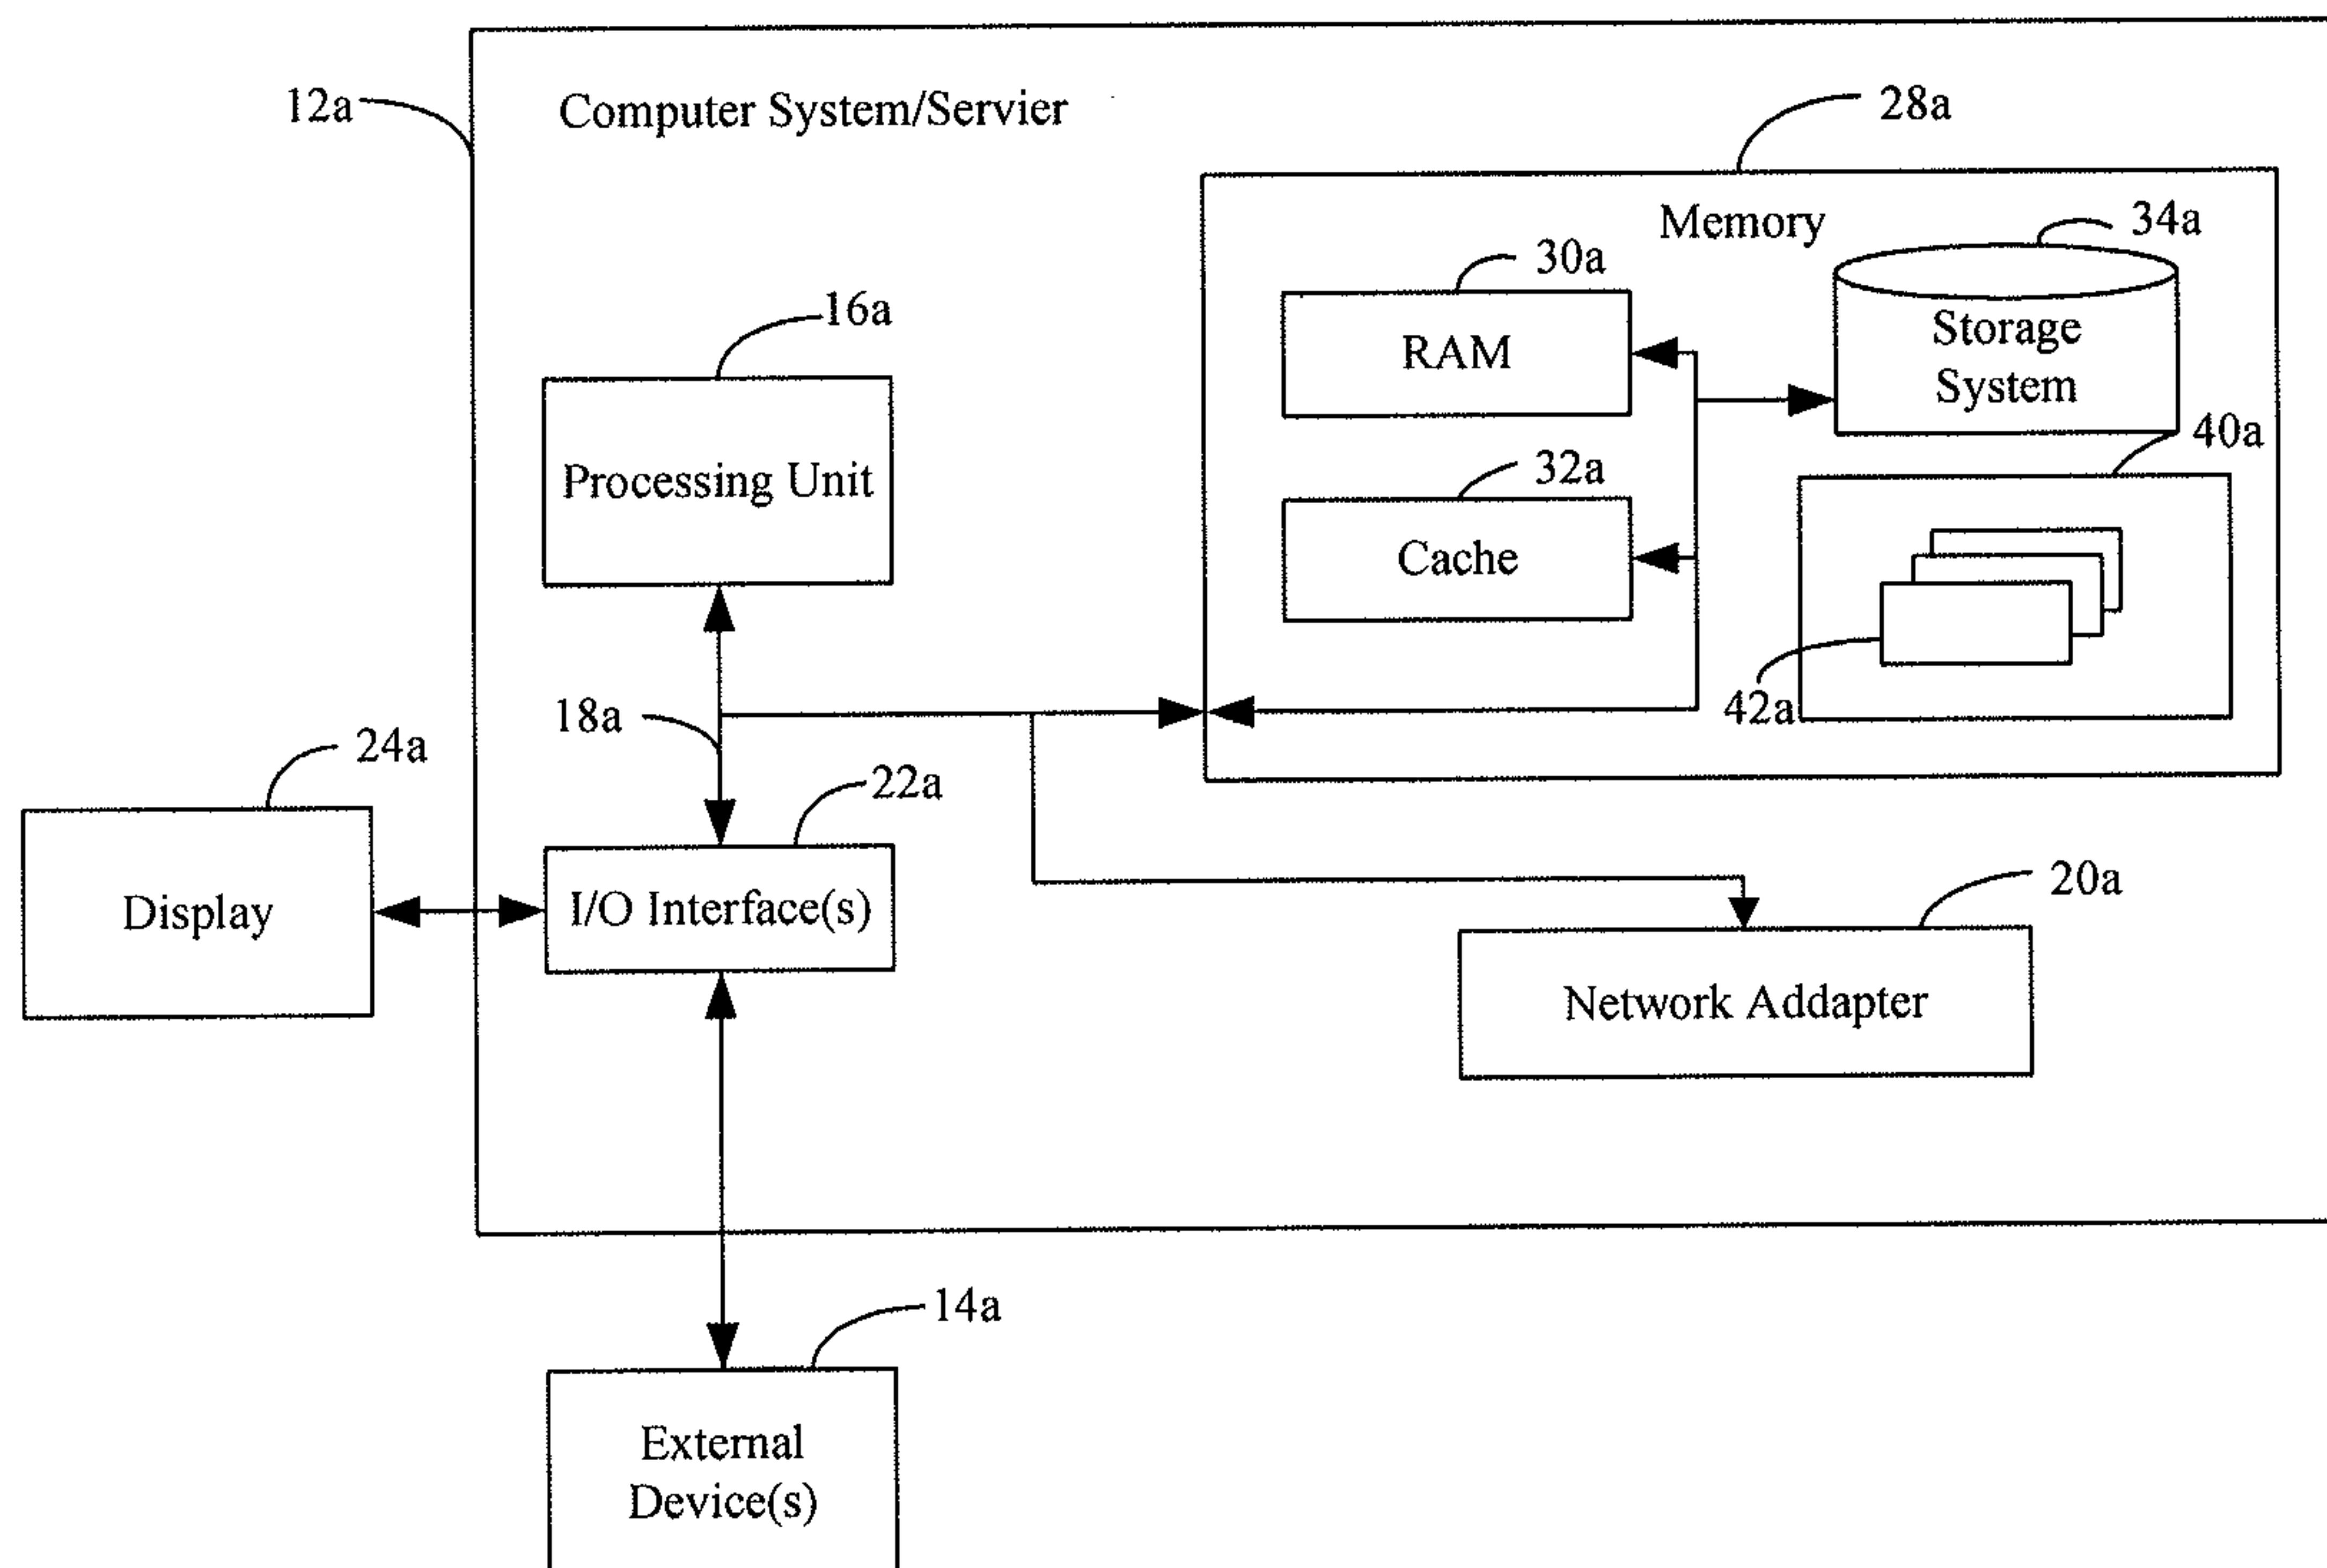 12a
Computer System/Servier
28a
Memory
34a
30a
16a
RAM
Storage
System
40a
Processing Unit
32a
Cache
18a
42a
24a
22a
Display
I/O Interface(s)
20a
Network Addapter
14a
External
Device(s)